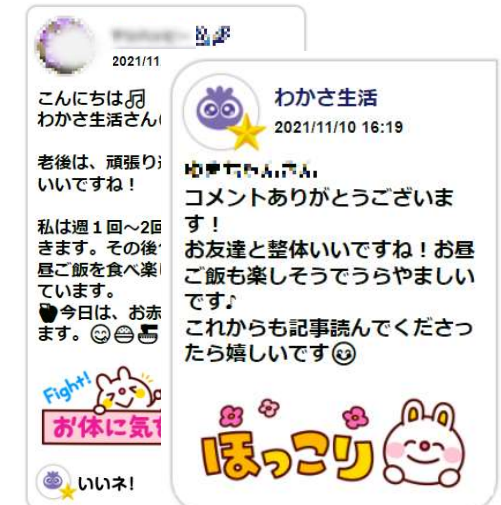 2021/11
こんにちは🎵
わかさ生活さん
老後は、頑張り
いいですね！
私は週１回〜2回
きます。その後
昼ご飯を食べ楽
ています。
今日は、お赤
ます。
Fight!
お体に気
いいネ!
わかさ生活
2021/11/10 16:19
コメントありがとうございま
す！
お友達と整体いいですね！お昼
ご飯も楽しそうでうらやましい
です♪
これからも記事読んでくださっ
たら嬉しいです
ほっこり